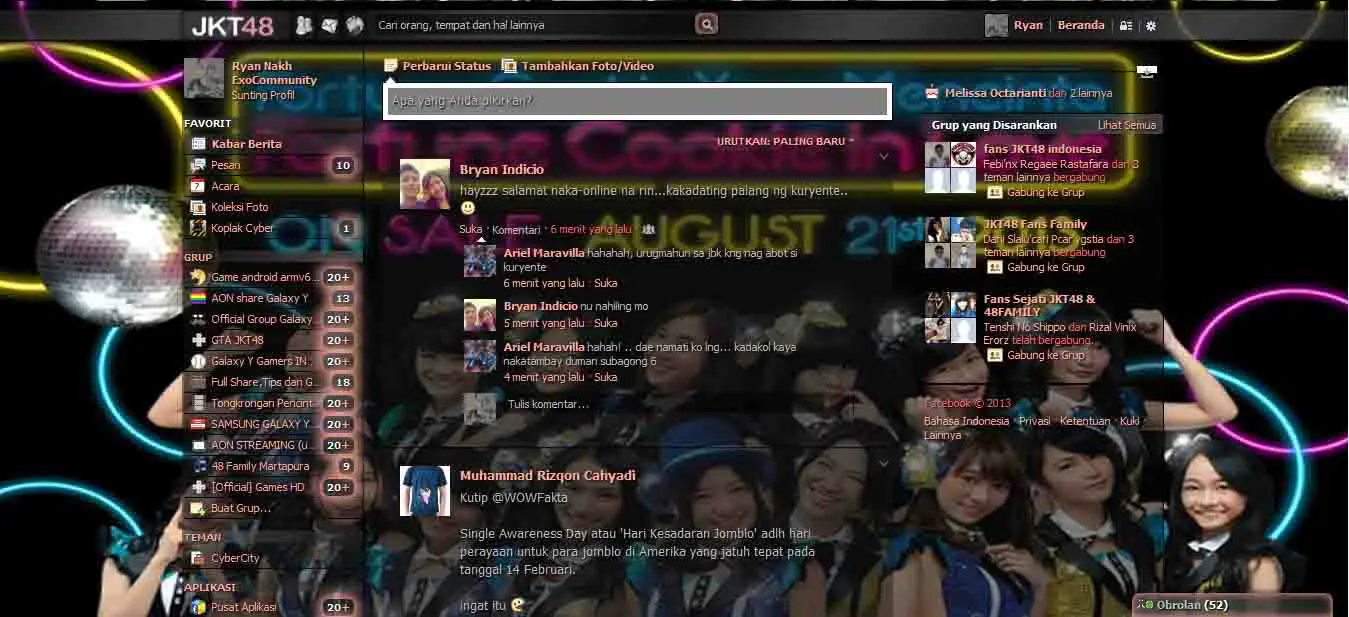 JKT48
Cari orang, tempat dan hal lainnya
Ryan
Beranda
Ryan Nakh
ExoCommunity
Sunting Profil
FAVORIT
Kabar Berita
Pesan 10
Acara
Koleksi Foto
Koplak Cyber 1
GRUP
Game android armv6... 20+
AON share Galaxy Y 13
Official Group Galaxy... 20+
GTA JKT48 20+
Galaxy Y Gamers IN... 20+
Full Share,Tips dan G... 18
Tongkrongan Pencint... 20+
SAMSUNG GALAXY Y... 20+
AON STREAMING (u... 20+
48 Family Martapura 9
[Official] Games HD 20+
Buat Grup...
TEMAN
CyberCity
APLIKASI
Pusat Aplikasi 20+
Perbarui Status
Tambahkan Foto/Video
Apa yang Anda pikirkan?
Fortune Cookie in
ON SALE AUGUST 21st
URUTKAN: PALING BARU
Bryan Indicio
hayzzz salamat naka-online na rin...kakadating palang ng kuryente..
Suka · Komentari · 6 menit yang lalu
Ariel Maravilla hahahah, urugmahun sa jbk kng nag abot si
kuryente
6 menit yang lalu · Suka
Bryan Indicio nu nahiling mo
5 menit yang lalu · Suka
Ariel Maravilla hahah! .. dae namati ko lng... kadakol kaya
nakatambay duman subagong 6
4 menit yang lalu · Suka
Tulis komentar...
Muhammad Rizqon Cahyadi
Kutip @WOWFakta
Single Awareness Day atau 'Hari Kesadaran Jomblo' adlh hari
perayaan untuk para jomblo di Amerika yang jatuh tepat pada
tanggal 14 Februari.
Ingat itu
Melissa Octarianti dan 2 lainnya
Grup yang Disarankan
Lihat Semua
fans JKT48 indonesia
Febi'nx Regaee Rastafara dan 3
teman lainnya bergabung
Gabung ke Grup
JKT48 Fans Family
Dani Slalu'cari Pcar ygstia dan 3
teman lainnya bergabung
Gabung ke Grup
Fans Sejati JKT48 &
48FAMILY
Tenshi No Shippo dan Rizal Vinix
Erorz telah bergabung.
Gabung ke Grup
Facebook © 2013
Bahasa Indonesia · Privasi · Ketentuan · Kuki ·
Lainnya
Obrolan (52)